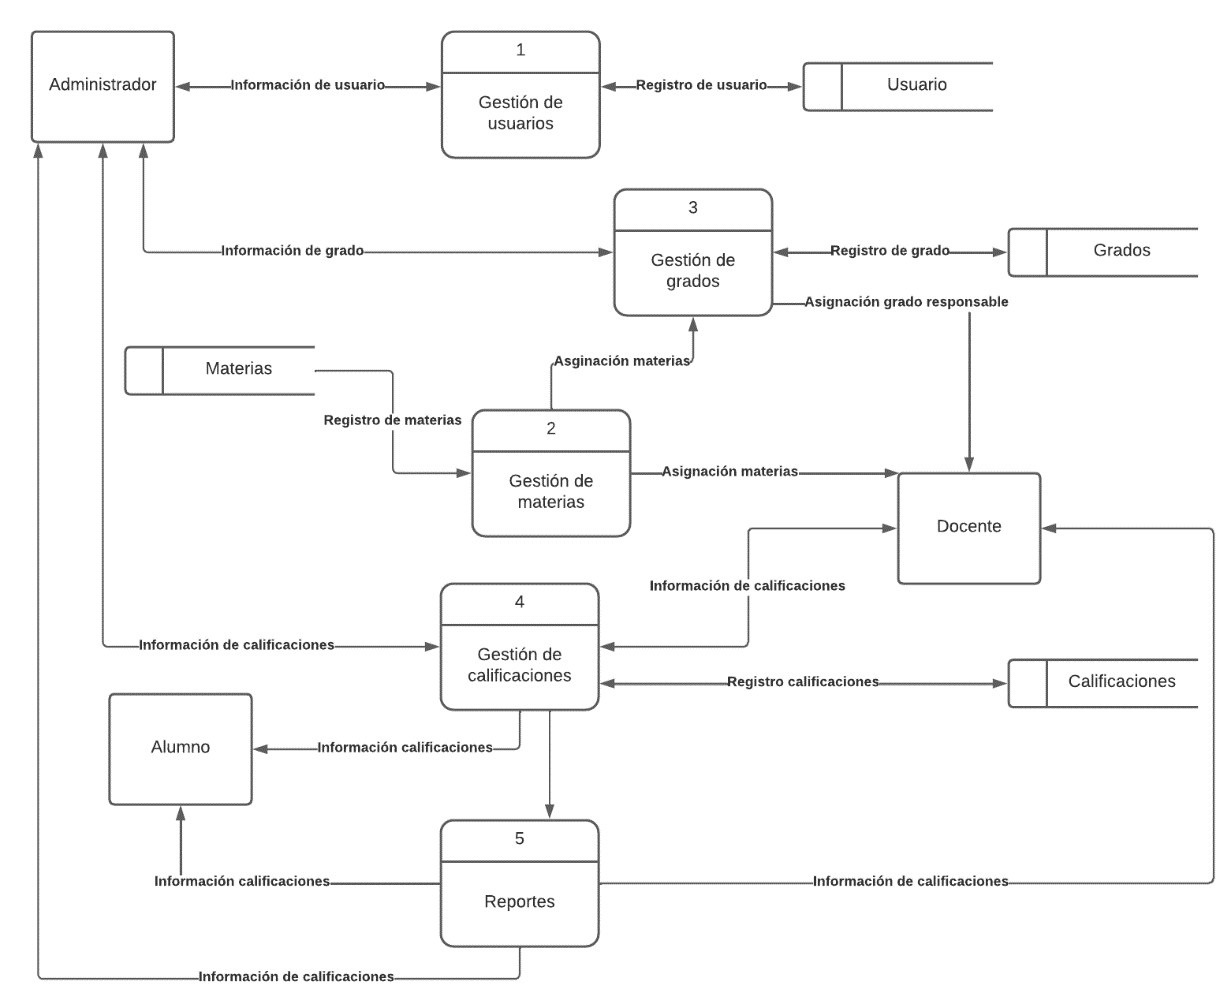 1
Administrador
Información de usuario
Registro de usuario
Usuario
Gestión de
usuarios
3
Información de grado
Gestión de
grados
Registro de grado
Grados
Asignación grado responsable
Materias
Asginación materias
Registro de materias
2
Gestión de
materias
Asignación materias
Docente
Información de calificaciones
4
Información de calificaciones
Gestión de
calificaciones
Registro calificaciones
Calificaciones
Alumno
Información calificaciones
5
Información calificaciones
Reportes
Información de calificaciones
Información de calificaciones